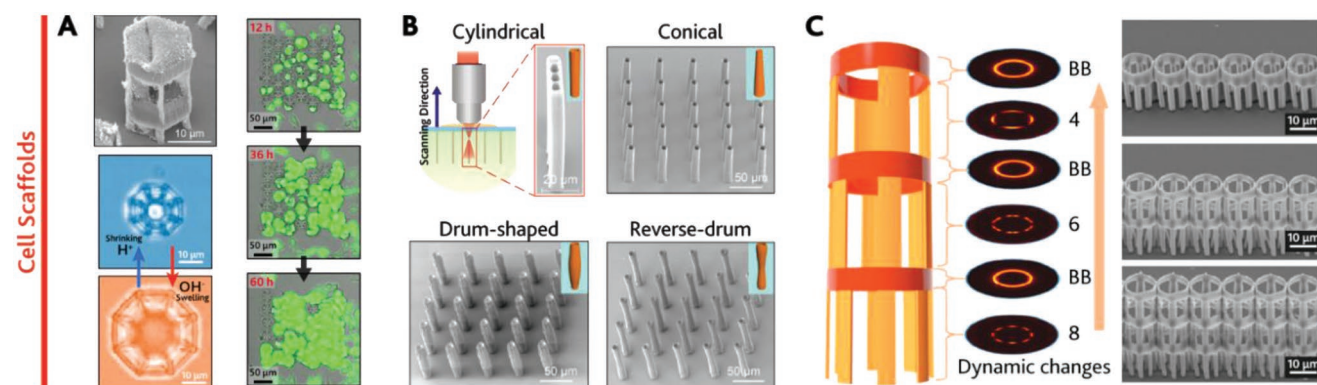 Cell Scaffolds
A
10 µm
Shrinking
H⁺
10 µm
OH⁻
Swelling
10 µm
12 h
50 µm
36 h
50 µm
60 h
50 µm
B
Cylindrical
Scanning Direction
20 µm
Conical
50 µm
Drum-shaped
50 µm
Reverse-drum
50 µm
C
BB
4
BB
6
BB
8
Dynamic changes
10 µm
10 µm
10 µm